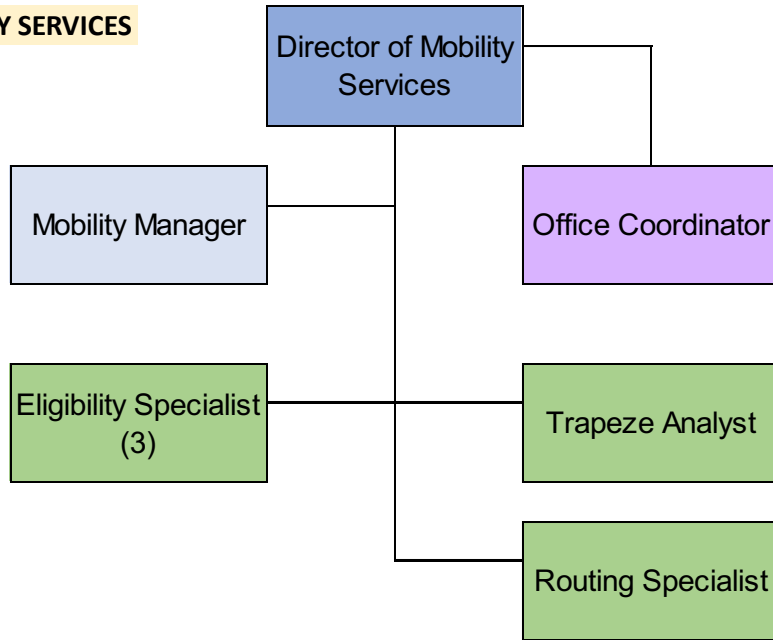 SERVICES
Director of Mobility
Services
Mobility Manager
Office Coordinator
Eligibility Specialist
(3)
Trapeze Analyst
Routing Specialist